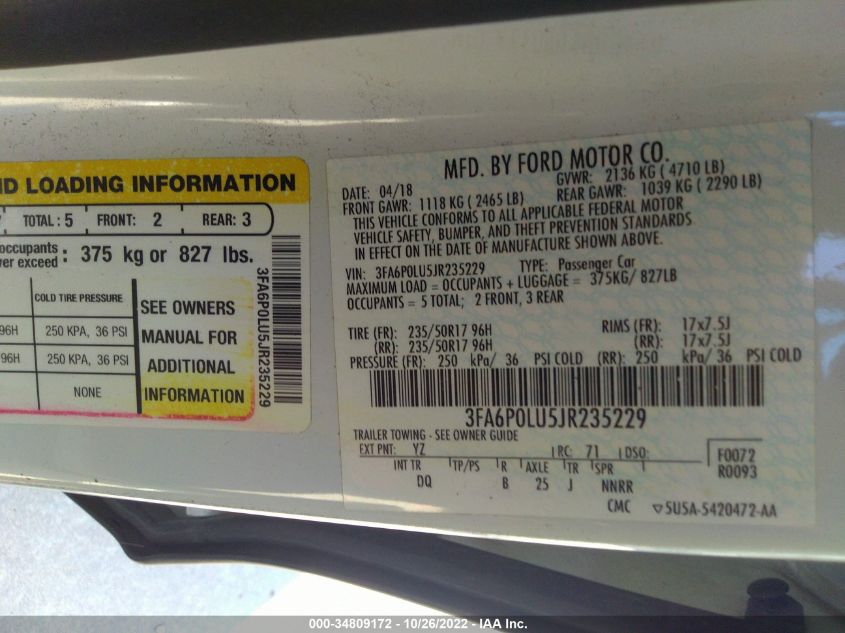 ND LOADING INFORMATION
TOTAL: 5 FRONT: 2 REAR: 3
occupants : 375 kg or 827 lbs.
ver exceed
COLD TIRE PRESSURE
96H 250 KPA, 36 PSI
96H 250 KPA, 36 PSI
NONE
SEE OWNERS
MANUAL FOR
ADDITIONAL
INFORMATION
3FA6P0LU5JR235229
MFD. BY FORD MOTOR CO.
DATE: 04/18 GVWR: 2136 KG ( 4710 LB)
FRONT GAWR: 1118 KG ( 2465 LB) REAR GAWR: 1039 KG ( 2290 LB)
THIS VEHICLE CONFORMS TO ALL APPLICABLE FEDERAL MOTOR
VEHICLE SAFETY, BUMPER, AND THEFT PREVENTION STANDARDS
IN EFFECT ON THE DATE OF MANUFACTURE SHOWN ABOVE.
VIN: 3FA6P0LU5JR235229 TYPE: Passenger Car
MAXIMUM LOAD = OCCUPANTS + LUGGAGE = 375KG/ 827LB
OCCUPANTS = 5 TOTAL; 2 FRONT, 3 REAR
TIRE (FR): 235/50R17 96H RIMS (FR): 17x7.5J
(RR): 235/50R17 96H (RR): 17x7.5J
PRESSURE (FR): 250 kPa/ 36 PSI COLD (RR): 250 kPa/ 36 PSI COLD
3FA6P0LU5JR235229
TRAILER TOWING - SEE OWNER GUIDE
EXT PNT: YZ RC: 71 DSO:
F0072
R0093
INT TR TP/PS R AXLE TR SPR
DQ B 25 J NNRR
CMC 5U5A-5420472-AA
000-34809172 - 10/26/2022 - IAA Inc.